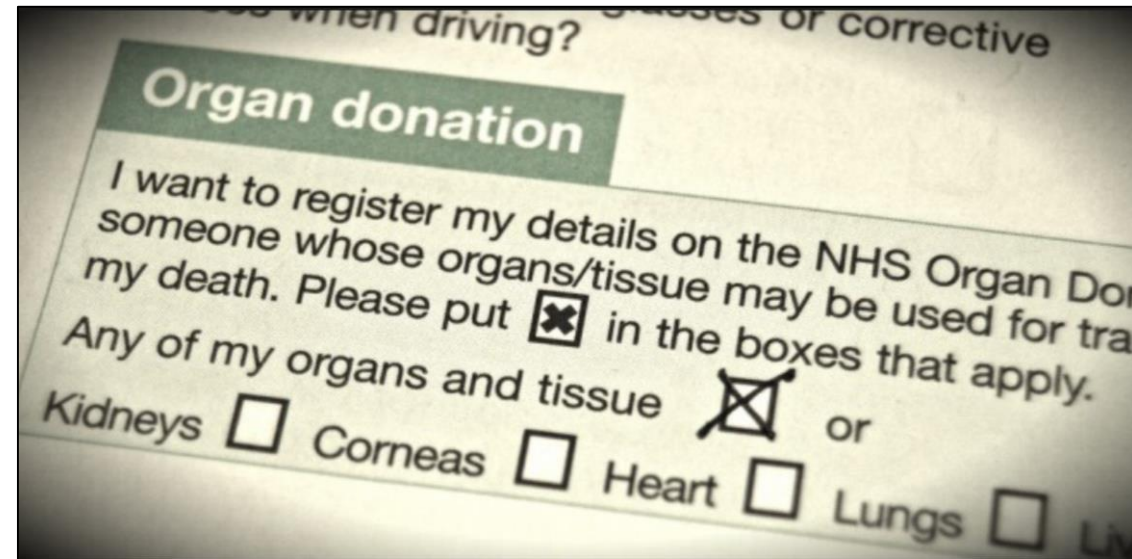 when driving?
glasses or corrective
Organ donation
I want to register my details on the NHS Organ
someone whose organs/tissue may be used for
my death. Please put ✖ in the boxes that apply.
Any of my organs and tissue ☒ or
Kidneys ☐ Corneas ☐ Heart ☐ Lungs ☐